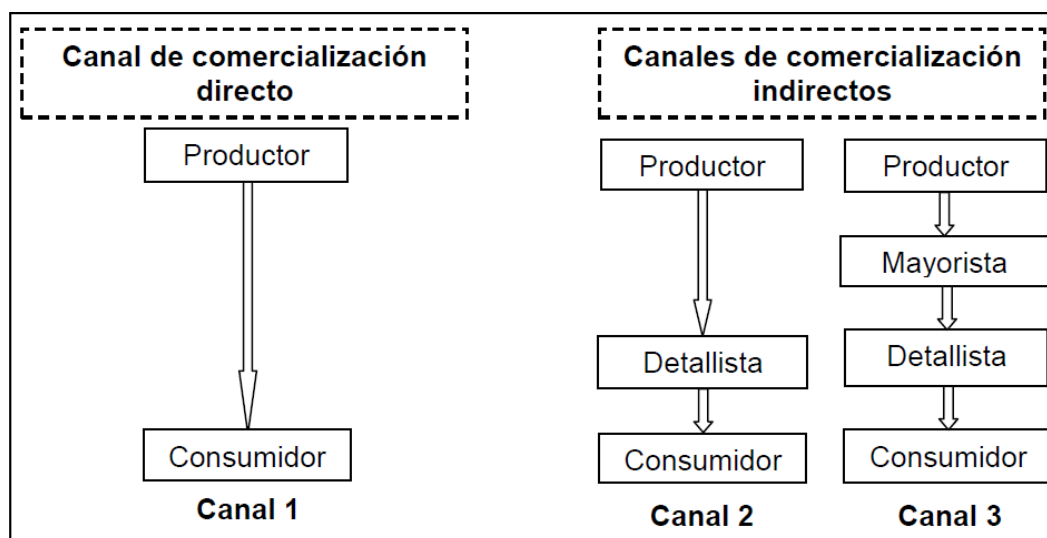 Canal de comercialización
directo
Productor
Consumidor
Canal 1
Canales de comercialización
indirectos
Productor
Detallista
Consumidor
Canal 2
Productor
Mayorista
Detallista
Consumidor
Canal 3